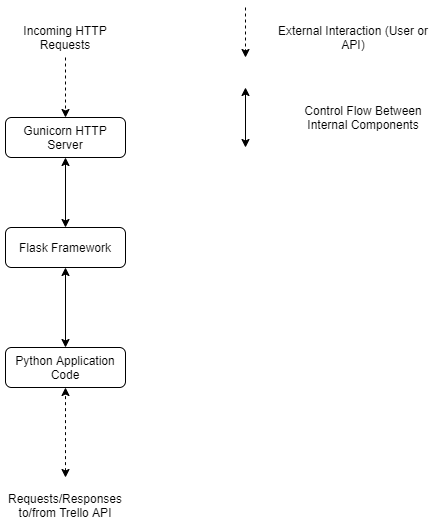 Incoming HTTP
Requests
External Interaction (User or
API)
Control Flow Between
Internal Components
Gunicorn HTTP
Server
Flask Framework
Python Application
Code
Requests/Responses
to/from Trello API